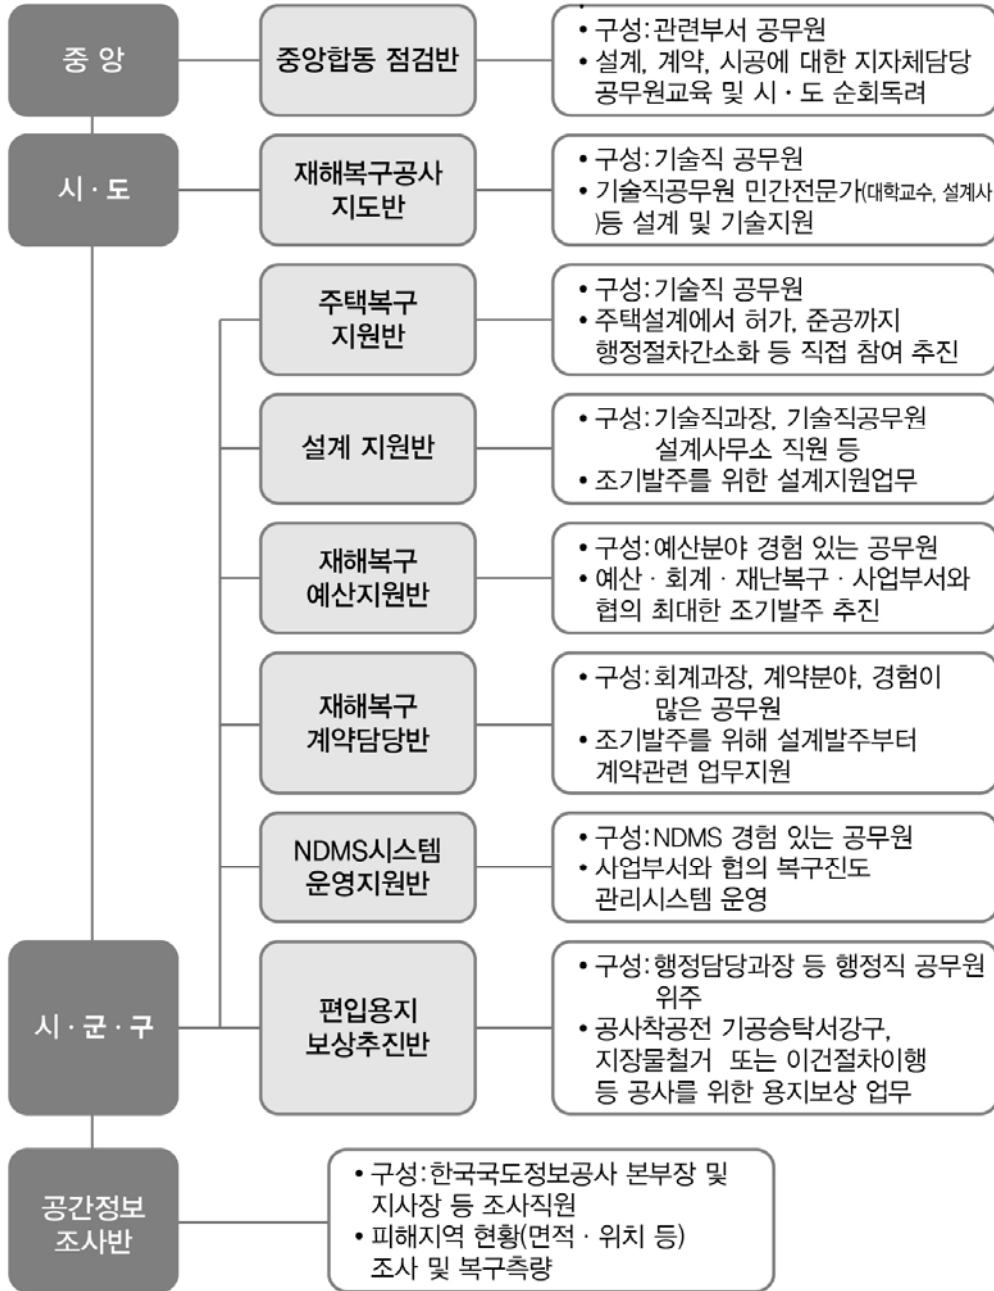 중 앙
중앙합동 점검반
• 구성:관련부서 공무원
• 설계, 계약, 시공에 대한 지자체담당
공무원교육 및 시 · 도 순회독려
시 · 도
재해복구공사
지도반
• 구성:기술직 공무원
• 기술직공무원 민간전문가(대학교수, 설계사
)등 설계 및 기술지원
주택복구
지원반
• 구성:기술직 공무원
• 주택설계에서 허가, 준공까지
행정절차간소화 등 직접 참여 추진
설계 지원반
• 구성:기술직과장, 기술직공무원
설계사무소 직원 등
• 조기발주를 위한 설계지원업무
재해복구
예산지원반
• 구성:예산분야 경험 있는 공무원
• 예산 · 회계 · 재난복구 · 사업부서와
협의 최대한 조기발주 추진
재해복구
계약담당반
• 구성:회계과장, 계약분야, 경험이
많은 공무원
• 조기발주를 위해 설계발주부터
계약관련 업무지원
NDMS시스템
운영지원반
• 구성:NDMS 경험 있는 공무원
• 사업부서와 협의 복구진도
관리시스템 운영
시 · 군 · 구
편입용지
보상추진반
• 구성:행정담당과장 등 행정직 공무원
위주
• 공사착공전 기공승탁서강구,
지장물철거 또는 이건절차이행
등 공사를 위한 용지보상 업무
공간정보
조사반
• 구성:한국국도정보공사 본부장 및
지사장 등 조사직원
• 피해지역 현황(면적 · 위치 등)
조사 및 복구측량